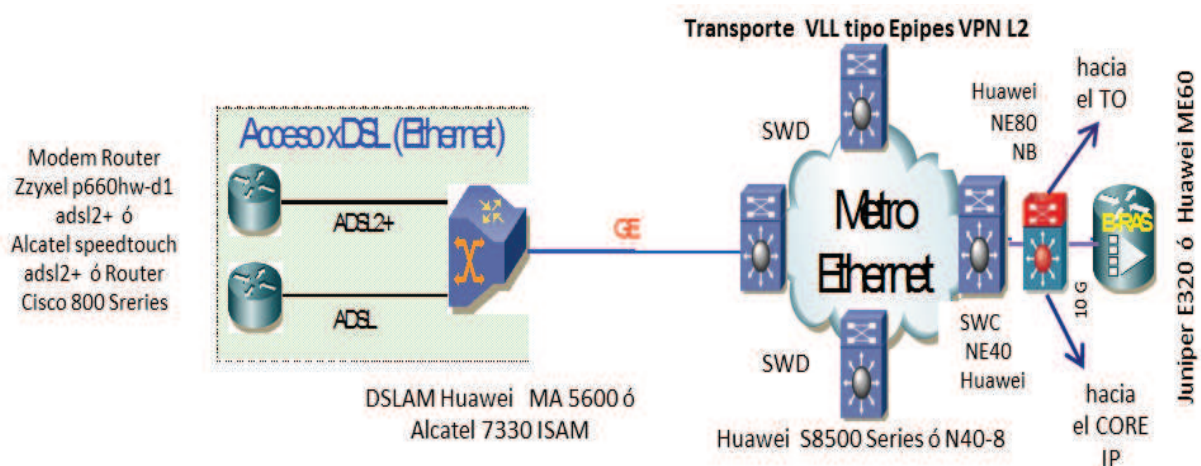 Transporte VLL tipo Epipes VPN L2
Acceso xDSL (Ethernet)
Modem Router
Zzyxel p660hw-d1
adsl2+ ó
Alcatel speedtouch
adsl2+ ó Router
Cisco 800 Sreries
ADSL2+
ADSL
DSLAM Huawei MA 5600 ó
Alcatel 7330 ISAM
GE
SWD
Metro
Ethernet
SWD
Huawei S8500 Series ó N40-8
SWC
NE40
Huawei
Huawei
NE80
NB
hacia
el TO
BRAS
10 G
hacia
el CORE
IP
Juniper E320 ó Huawei ME60